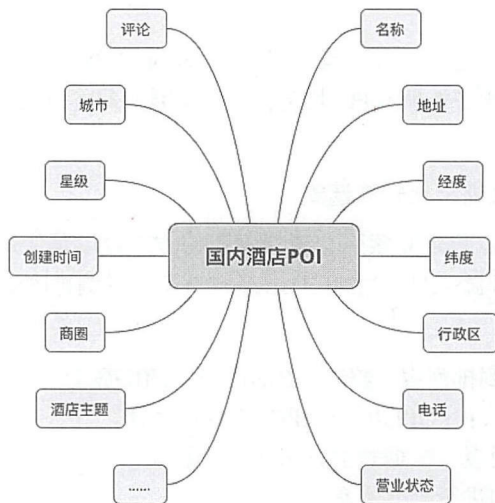 评论
名称
城市
地址
星级
经度
创建时间
国内酒店POI
纬度
商圈
行政区
酒店主题
电话
......
营业状态